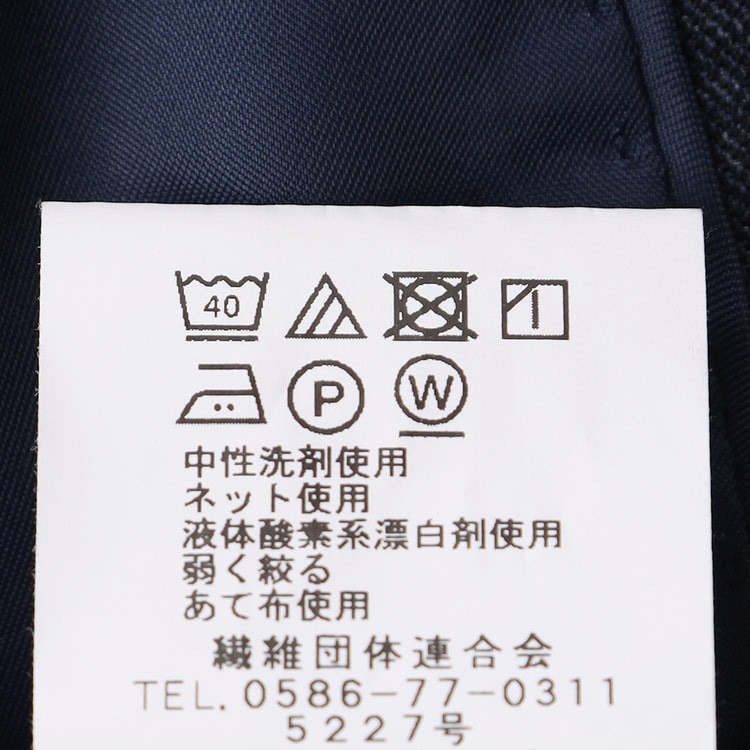 40
P W
中性洗剤使用
ネット使用
液体酸素系漂白剤使用
弱く絞る
あて布使用
繊維団体連合会
TEL. 0586-77-0311
5227号